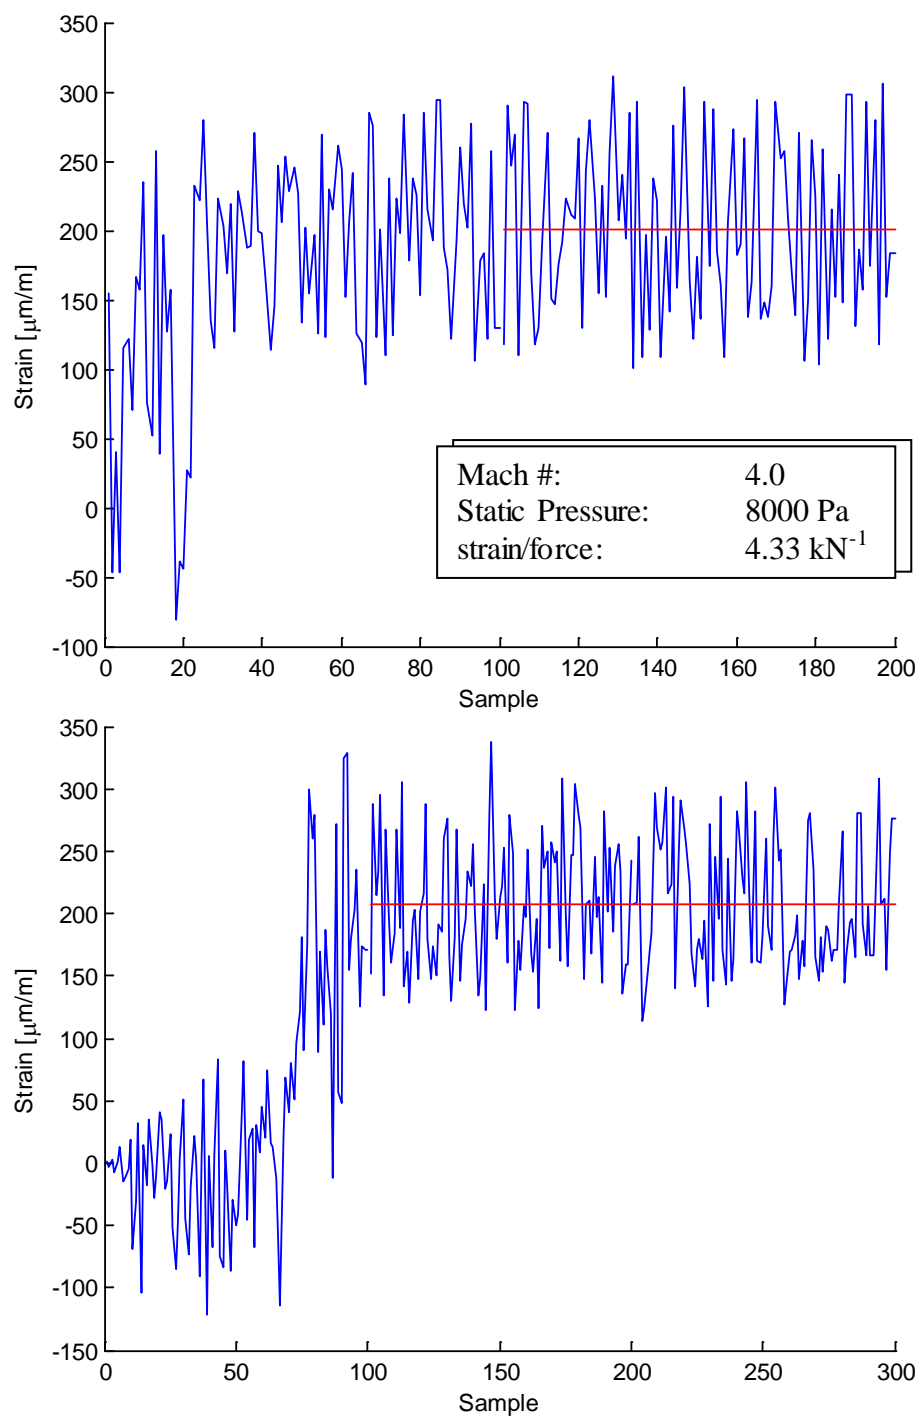 350
300
250
200
150
100
50
0
-50
-100
Strain [μm/m]
Mach #: 4.0
Static Pressure: 8000 Pa
strain/force: 4.33 kN⁻¹
0 20 40 60 80 100 120 140 160 180 200
Sample
350
300
250
200
150
100
50
0
-50
-100
-150
Strain [μm/m]
0 50 100 150 200 250 300
Sample